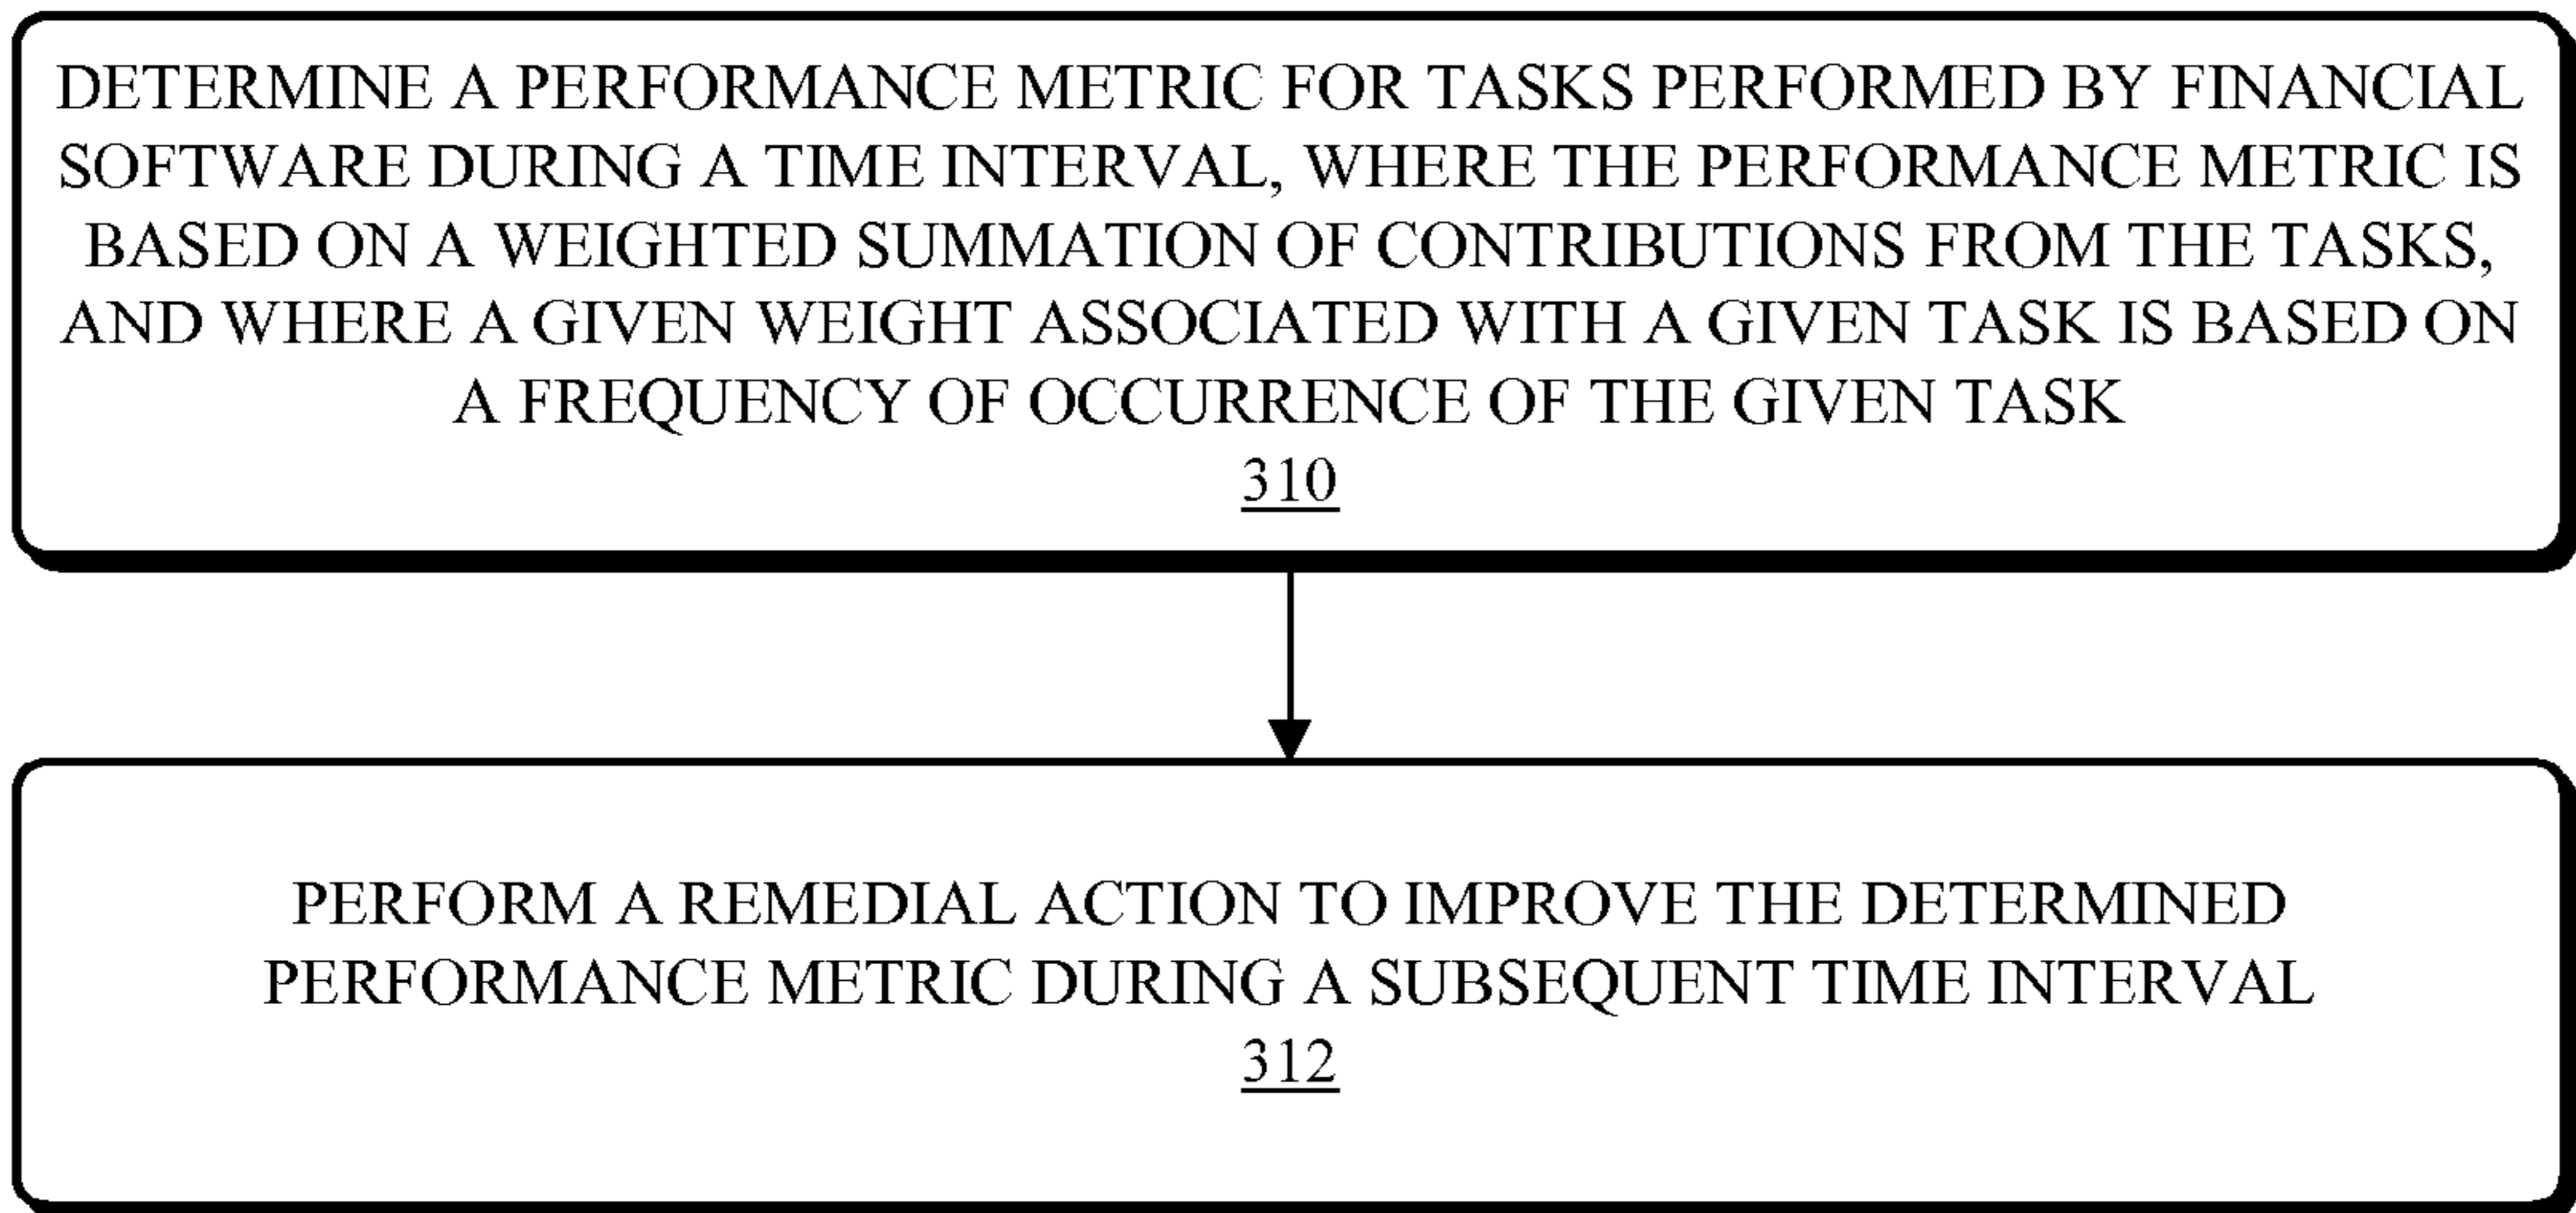 DETERMINE A PERFORMANCE METRIC FOR TASKS PERFORMED BY FINANCIAL
SOFTWARE DURING A TIME INTERVAL, WHERE THE PERFORMANCE METRIC IS
BASED ON A WEIGHTED SUMMATION OF CONTRIBUTIONS FROM THE TASKS,
AND WHERE A GIVEN WEIGHT ASSOCIATED WITH A GIVEN TASK IS BASED ON
A FREQUENCY OF OCCURRENCE OF THE GIVEN TASK
310
PERFORM A REMEDIAL ACTION TO IMPROVE THE DETERMINED
PERFORMANCE METRIC DURING A SUBSEQUENT TIME INTERVAL
312